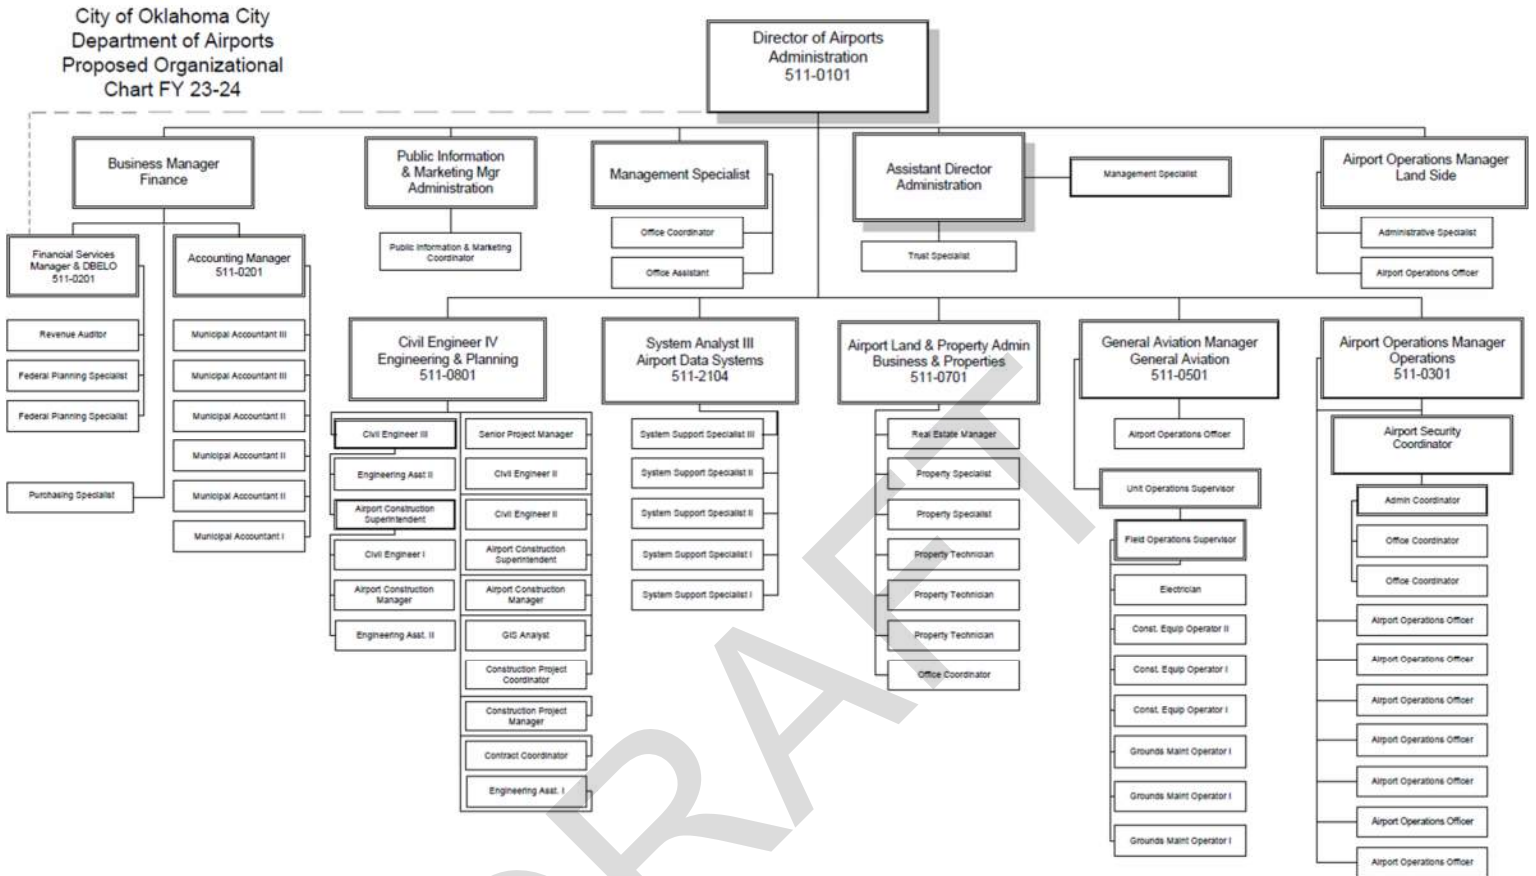 City of Oklahoma City
Department of Airports
Proposed Organizational
Chart FY 23-24
Director of Airports
Administration
511-0101
Business Manager
Finance
Public Information
& Marketing Mgr
Administration
Management Specialist
Assistant Director
Administration
Management Specialist
Airport Operations Manager
Land Side
Financial Services
Manager & DBELO
511-0201
Accounting Manager
511-0201
Public Information & Marketing
Coordinator
Office Coordinator
Office Assistant
Trust Specialist
Administrative Specialist
Airport Operations Officer
Revenue Auditor
Federal Planning Specialist
Federal Planning Specialist
Purchasing Specialist
Municipal Accountant III
Municipal Accountant III
Municipal Accountant II
Municipal Accountant II
Municipal Accountant II
Municipal Accountant I
Civil Engineer IV
Engineering & Planning
511-0801
Civil Engineer III
Engineering Asst II
Airport Construction
Superintendent
Civil Engineer I
Airport Construction
Manager
Engineering Asst. II
Senior Project Manager
Civil Engineer II
Civil Engineer II
Airport Construction
Superintendent
Airport Construction
Manager
GIS Analyst
Construction Project
Coordinator
Construction Project
Manager
Contract Coordinator
Engineering Asst. I
System Analyst III
Airport Data Systems
511-2104
System Support Specialist III
System Support Specialist II
System Support Specialist II
System Support Specialist I
System Support Specialist I
Airport Land & Property Admin
Business & Properties
511-0701
Real Estate Manager
Property Specialist
Property Specialist
Property Technician
Property Technician
Property Technician
Office Coordinator
General Aviation Manager
General Aviation
511-0501
Airport Operations Officer
Unit Operations Supervisor
Field Operations Supervisor
Electrician
Const. Equip Operator II
Const. Equip Operator I
Const. Equip Operator I
Grounds Maint Operator I
Grounds Maint Operator I
Grounds Maint Operator I
Airport Operations Manager
Operations
511-0301
Airport Security
Coordinator
Admin Coordinator
Office Coordinator
Office Coordinator
Airport Operations Officer
Airport Operations Officer
Airport Operations Officer
Airport Operations Officer
Airport Operations Officer
Airport Operations Officer
Airport Operations Officer
DRAFT